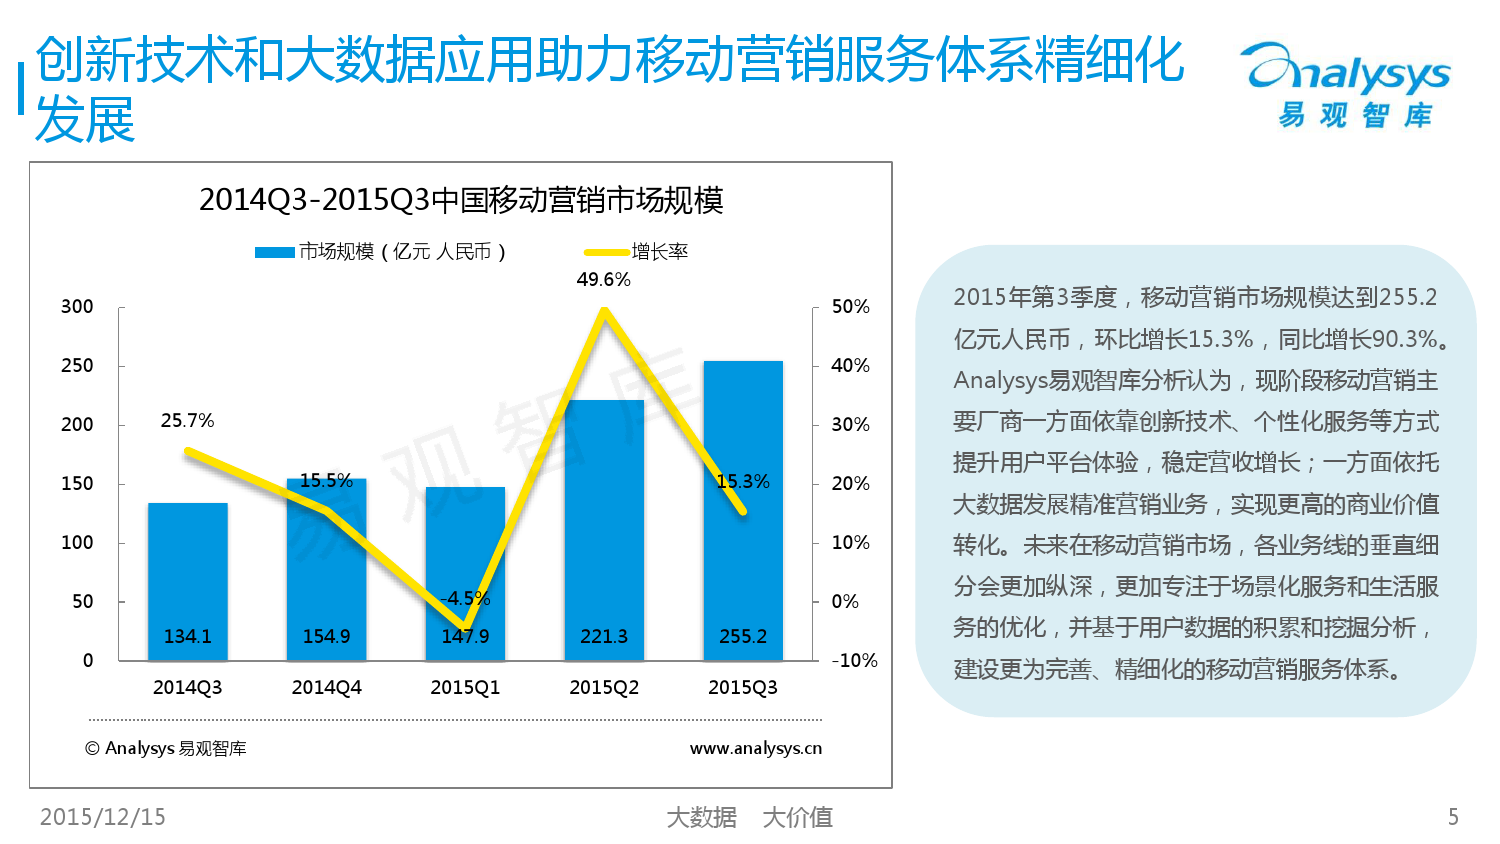 创新技术和大数据应用助力移动营销服务体系精细化
发展
Analysys
易观智库
2014Q3-2015Q3中国移动营销市场规模
市场规模（亿元 人民币） 增长率
49.6%
300 50%
250 40%
25.7%
200 30%
15.5% 15.3%
150 20%
100 10%
-4.5%
50 0%
134.1 154.9 147.9 221.3 255.2
0 -10%
2014Q3 2014Q4 2015Q1 2015Q2 2015Q3
易观智库
© Analysys 易观智库 www.analysys.cn
2015年第3季度，移动营销市场规模达到255.2
亿元人民币，环比增长15.3%，同比增长90.3%。
Analysys易观智库分析认为，现阶段移动营销主
要厂商一方面依靠创新技术、个性化服务等方式
提升用户平台体验，稳定营收增长；一方面依托
大数据发展精准营销业务，实现更高的商业价值
转化。未来在移动营销市场，各业务线的垂直细
分会更加纵深，更加专注于场景化服务和生活服
务的优化，并基于用户数据的积累和挖掘分析，
建设更为完善、精细化的移动营销服务体系。
2015/12/15 大数据 大价值 5